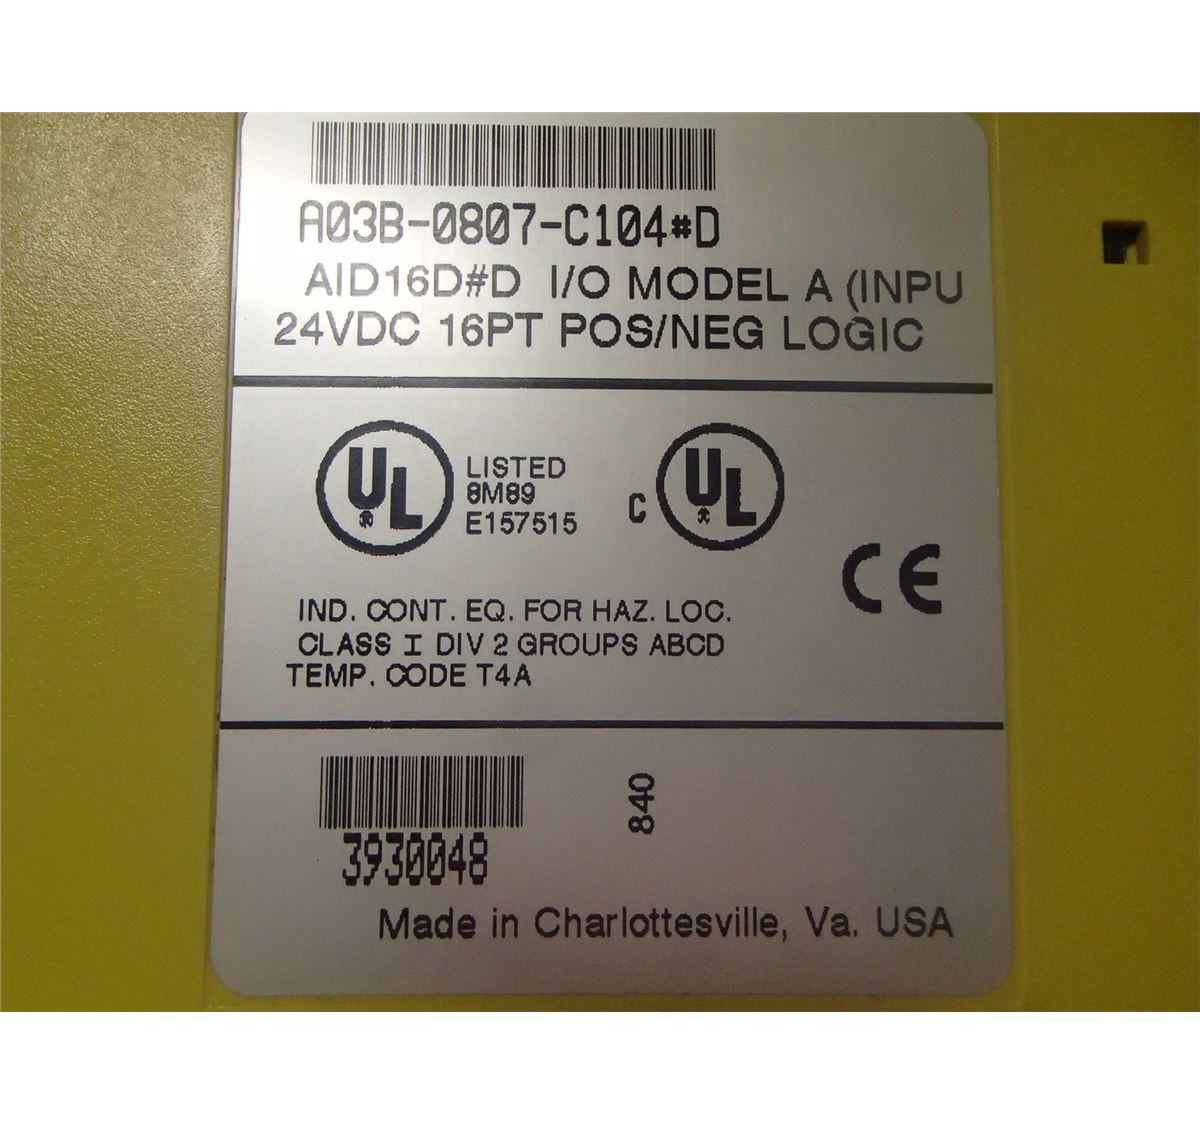 A03B-0807-C104#D
AID16D#D I/O MODEL A (INPU
24VDC 16PT POS/NEG LOGIC
UL
LISTED
8M89
E157515
C UL
CE
IND. CONT. EQ. FOR HAZ. LOC.
CLASS I DIV 2 GROUPS ABCD
TEMP. CODE T4A
3930048
840
Made in Charlottesville, Va. USA